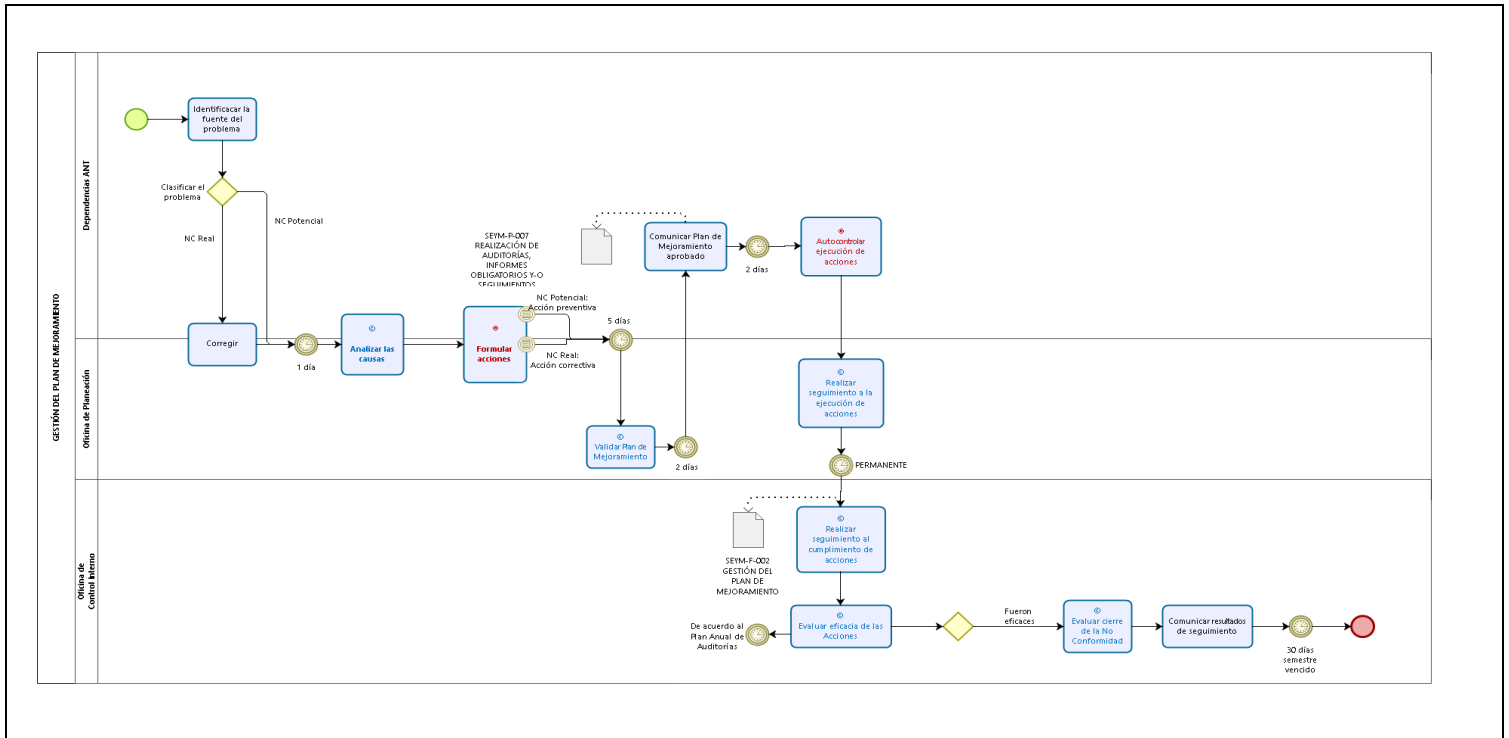 GESTIÓN DEL PLAN DE MEJORAMIENTO
Dependencias ANT
Identificacar la
fuente del
problema
Clasificar el
problema
NC Potencial
NC Real
Corregir
1 día
©
Analizar las
causas
SEYM-P-007
REALIZACIÓN DE
AUDITORÍAS,
INFORMES
OBLIGATORIOS Y-O
SEGUIMIENTOS
®
Formular
acciones
NC Potencial:
Acción preventiva
NC Real:
Acción correctiva
5 días
Comunicar Plan de
Mejoramiento
aprobado
2 días
®
Autocontrolar
ejecución de
acciones
Oficina de Planeación
©
Validar Plan de
Mejoramiento
2 días
©
Realizar
seguimiento a la
ejecución de
acciones
PERMANENTE
Oficina de
Control Interno
©
Realizar
seguimiento al
cumplimiento de
acciones
SEYM-F-002
GESTIÓN DEL
PLAN DE
MEJORAMIENTO
De acuerdo al
Plan Anual de
Auditorías
©
Evaluar eficacia de las
Acciones
Fueron
eficaces
©
Evaluar cierre
de la No
Conformidad
Comunicar resultados
de seguimiento
30 días
semestre
vencido